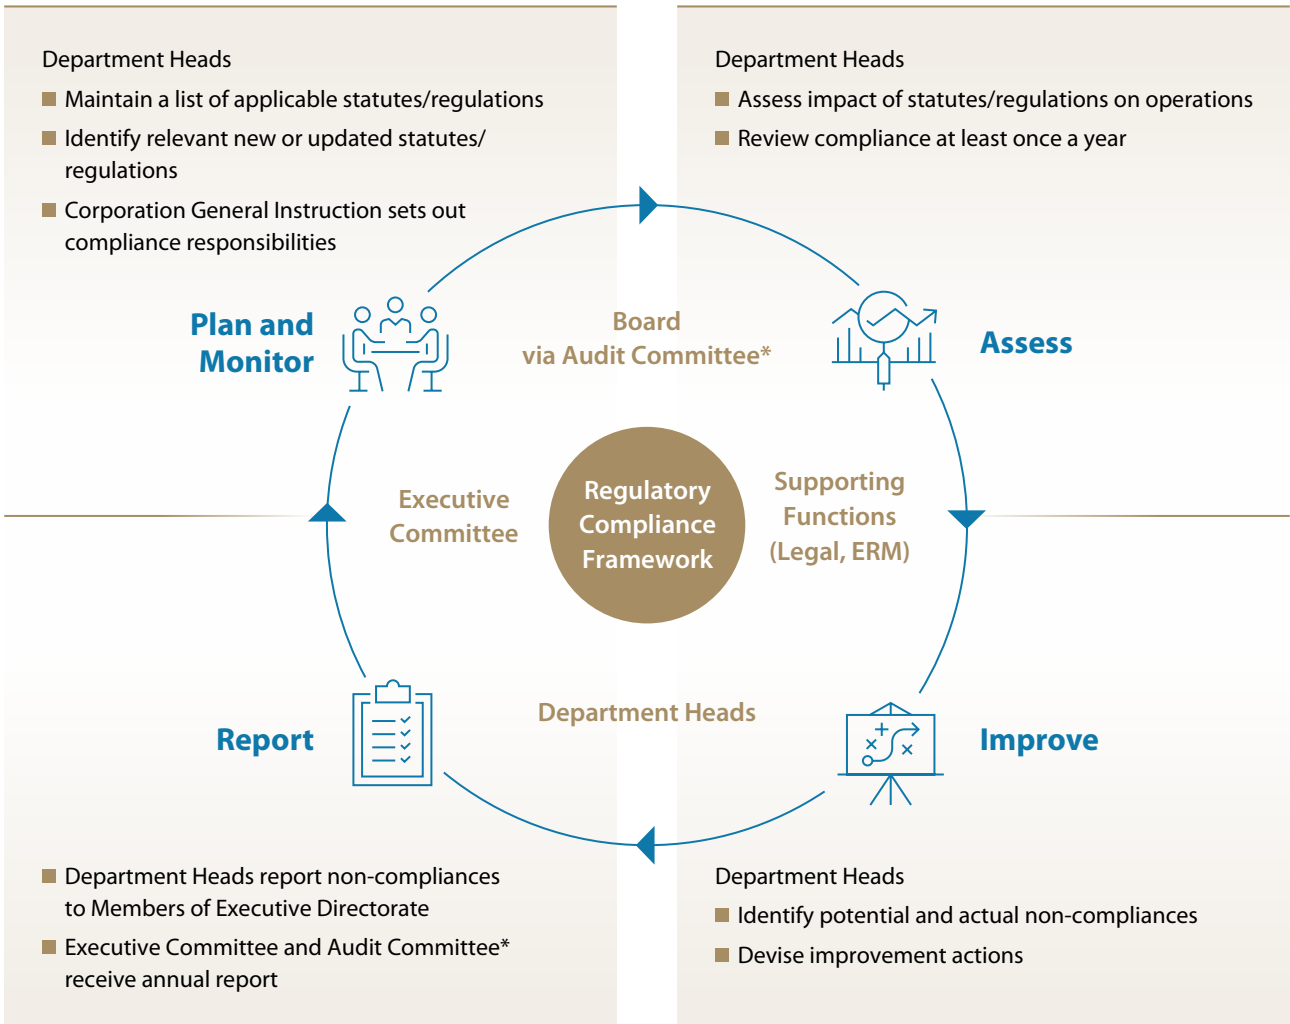 Department Heads
Maintain a list of applicable statutes/regulations
Identify relevant new or updated statutes/
regulations
Corporation General Instruction sets out
compliance responsibilities
Department Heads
Assess impact of statutes/regulations on operations
Review compliance at least once a year
Plan and
Monitor
Board
via Audit Committee*
Assess
Executive
Committee
Regulatory
Compliance
Framework
Supporting
Functions
(Legal, ERM)
Report
Department Heads
Improve
Department Heads report non-compliances
to Members of Executive Directorate
Executive Committee and Audit Committee*
receive annual report
Department Heads
Identify potential and actual non-compliances
Devise improvement actions